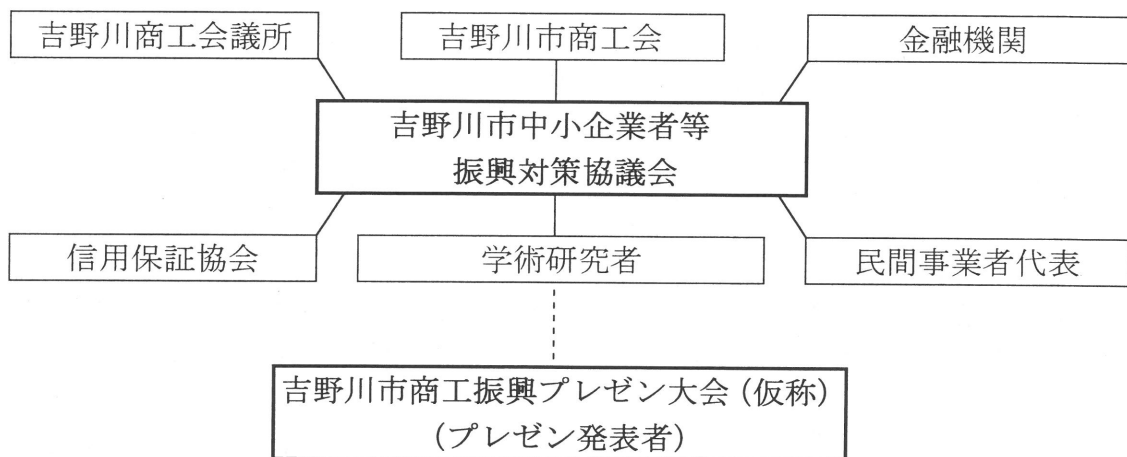 吉野川商工会議所
吉野川市商工会
金融機関
吉野川市中小企業者等
振興対策協議会
信用保証協会
学術研究者
民間事業者代表
吉野川市商工振興プレゼン大会(仮称)
(プレゼン発表者)